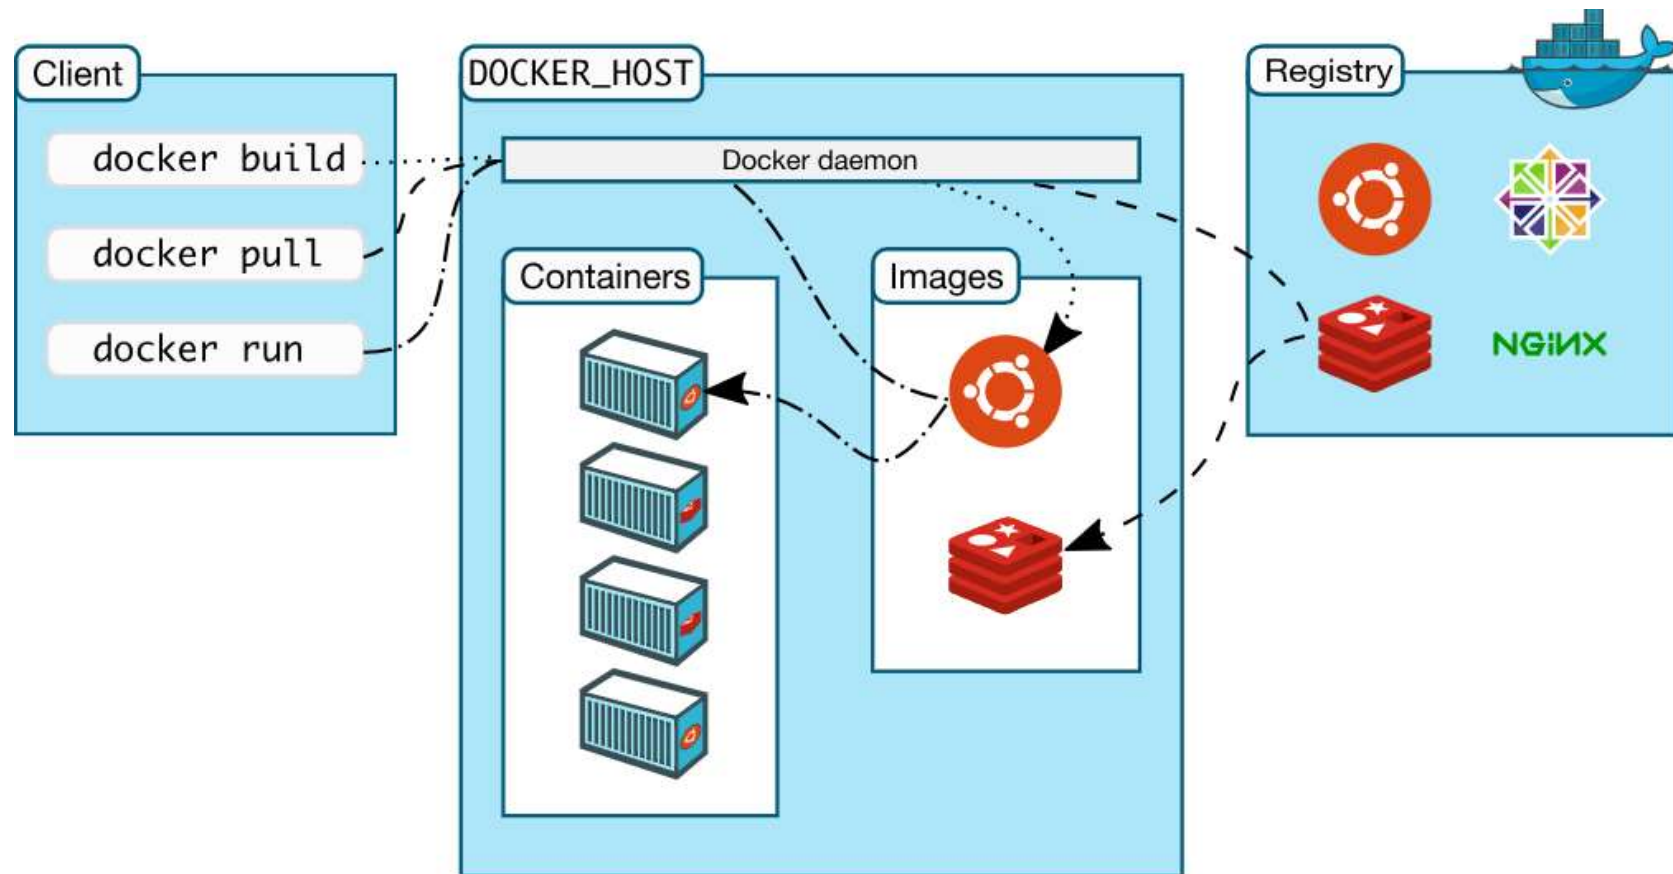 Client
docker build
docker pull
docker run
DOCKER_HOST
Docker daemon
Containers
Images
Registry
NGiNX